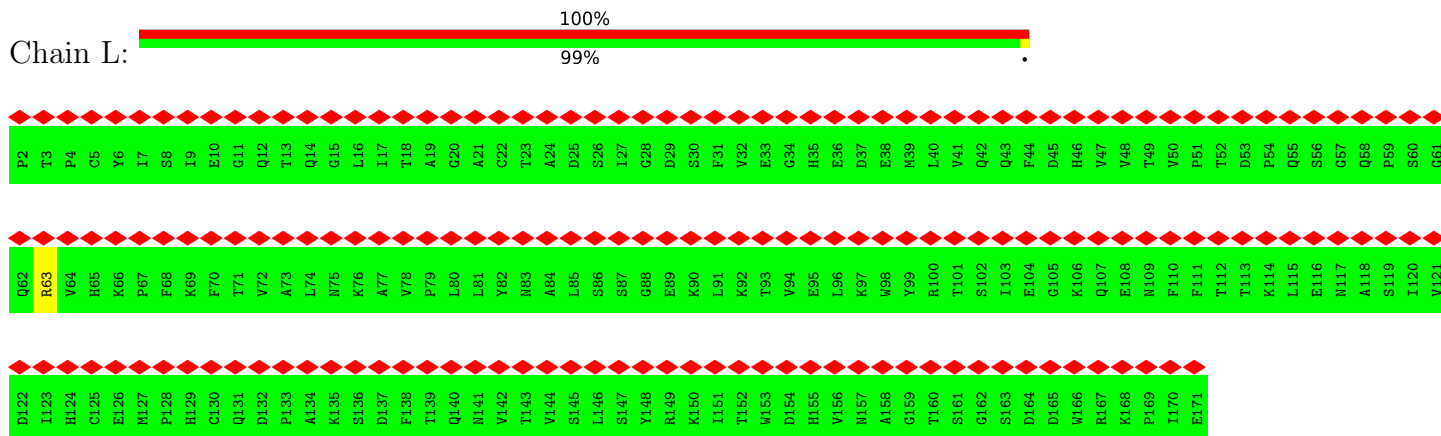 100%
Chain L:
99%
.
P2 T3 P4 C5 Y6 I7 S8 I9 E10 G11 Q12 T13 Q14 G15 L16 I17 T18 A19 G20 A21 C22 T23 A24 D25 S26 I27 G28 D29 S30 F31 V32 E33 G34 H35 E36 D37 E38 M39 L40 V41 Q42 Q43 F44 D45 H46 V47 V48 T49 V50 P51 T52 D53 P54 Q55 S56 G57 Q58 P59 S60 G61
Q62 R63 V64 H65 K66 P67 F68 K69 F70 T71 V72 A73 L74 N75 K76 A77 V78 P79 L80 L81 Y82 N83 A84 L85 S86 S87 G88 E89 K90 L91 K92 T93 V94 E95 L96 K97 W98 Y99 R100 T101 S102 I103 E104 G105 K106 Q107 E108 N109 F110 F111 T112 T113 K114 L115 E116 N117 A118 S119 I120 V121
D122 I123 H124 C125 E126 M127 P128 H129 C130 Q131 D132 P133 A134 K135 S136 D137 F138 T139 Q140 N141 V142 T143 V144 S145 L146 S147 Y148 R149 K150 I151 T152 W153 D154 H155 V156 N157 A158 G159 T160 S161 G162 S163 D164 D165 W166 R167 K168 P169 I170 E171